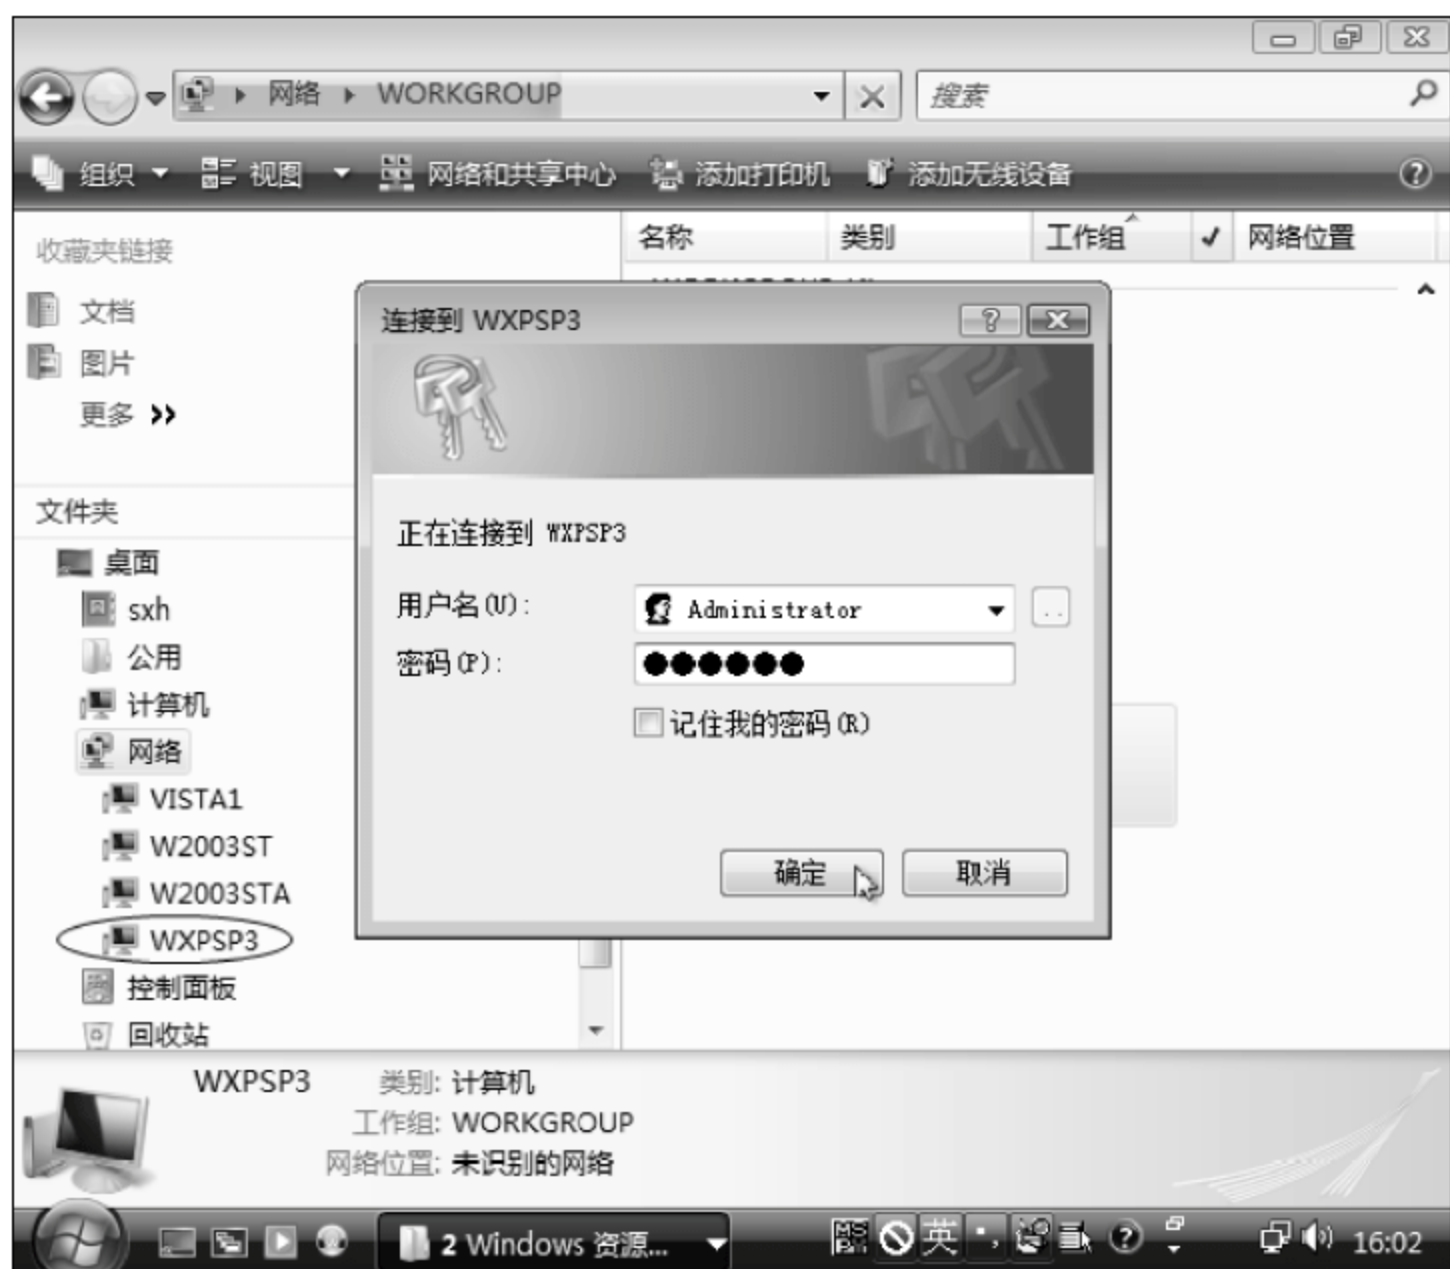 网络 WORKGROUP 搜索
组织 视图 网络和共享中心 添加打印机 添加无线设备
收藏夹链接
名称 类别 工作组 网络位置
文档
图片
更多
文件夹
桌面
sxh
公用
计算机
网络
VISTA1
W2003ST
W2003STA
WXPSP3
控制面板
回收站
连接到 WXPSP3
正在连接到 WXPSP3
用户名(U):
Administrator
密码(P):
记住我的密码(R)
确定 取消
WXPSP3 类别: 计算机
工作组: WORKGROUP
网络位置: 未识别的网络
2 Windows 资源... 英 16:02